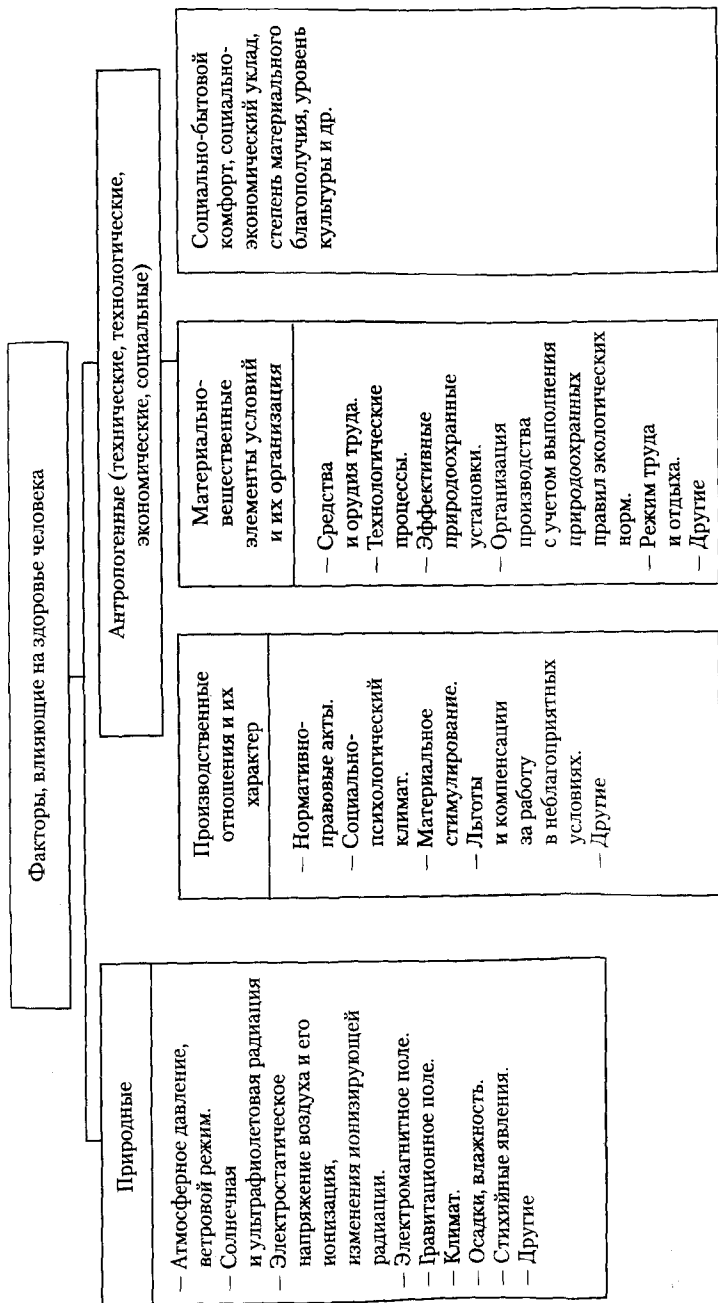 Факторы, влияющие на здоровье человека
Природные
— Атмосферное давление,
ветровой режим.
— Солнечная
и ультрафиолетовая радиация
— Электростатическое
напряжение воздуха и его
ионизация,
изменения ионизирующей
радиации.
— Электромагнитное поле.
— Гравитационное поле.
— Климат.
— Осадки, влажность.
— Стихийные явления.
— Другие
Антропогенные (технические, технологические,
экономические, социальные)
Производственные
отношения и их
характер
— Нормативно-
правовые акты.
— Социально-
психологический
климат.
— Материальное
стимулирование.
— Льготы
и компенсации
за работу
в неблагоприятных
условиях.
— Другие
Материально-
вещественные
элементы условий
и их организация
— Средства
и орудия труда.
— Технологические
процессы.
— Эффективные
природоохранные
установки.
— Организация
производства
с учетом выполнения
природоохранных
правил экологических
норм.
— Режим труда
и отдыха.
— Другие
Социально-бытовой
комфорт, социально-
экономический уклад,
степень материального
благополучия, уровень
культуры и др.